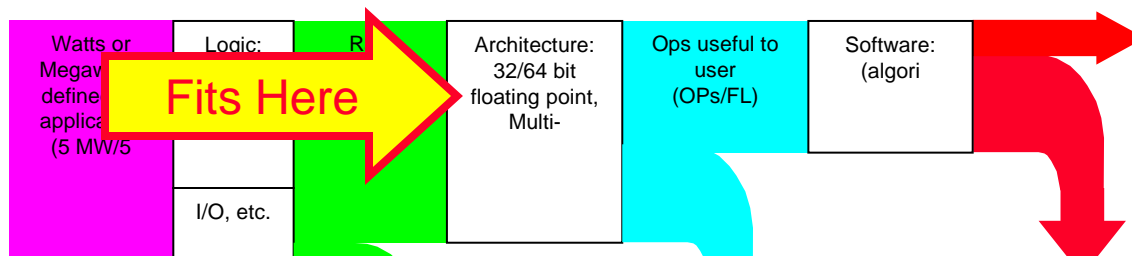 Watts or
Megaw
define
applica
(5 MW/5
Logic:
I/O, etc.
R
Fits Here
Architecture:
32/64 bit
floating point,
Multi-
Ops useful to
user
(OPs/FL)
Software:
(algori